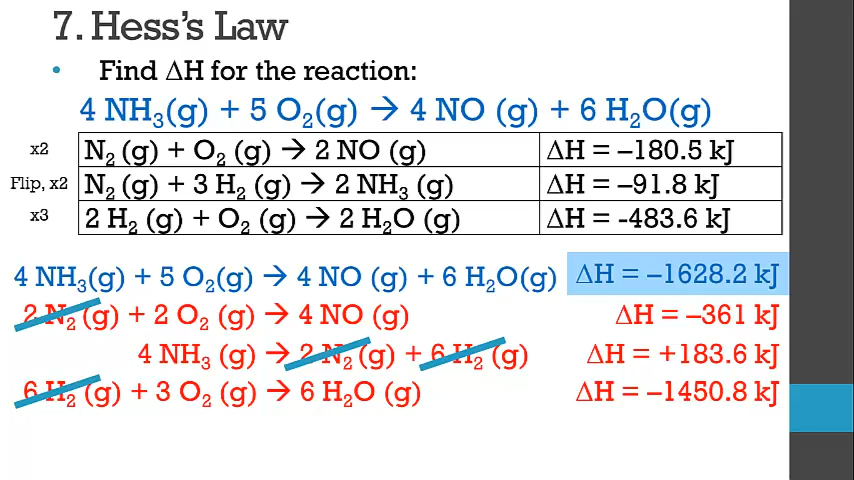 7. Hess's Law
• Find ΔH for the reaction:
4 NH₃(g) + 5 O₂(g) → 4 NO (g) + 6 H₂O(g)
x2 N₂ (g) + O₂ (g) → 2 NO (g) ΔH = –180.5 kJ
Flip, x2 N₂ (g) + 3 H₂ (g) → 2 NH₃ (g) ΔH = –91.8 kJ
x3 2 H₂ (g) + O₂ (g) → 2 H₂O (g) ΔH = -483.6 kJ
4 NH₃(g) + 5 O₂(g) → 4 NO (g) + 6 H₂O(g) ΔH = –1628.2 kJ
2 N₂ (g) + 2 O₂ (g) → 4 NO (g) ΔH = –361 kJ
4 NH₃ (g) → 2 N₂ (g) + 6 H₂ (g) ΔH = +183.6 kJ
6 H₂ (g) + 3 O₂ (g) → 6 H₂O (g) ΔH = –1450.8 kJ